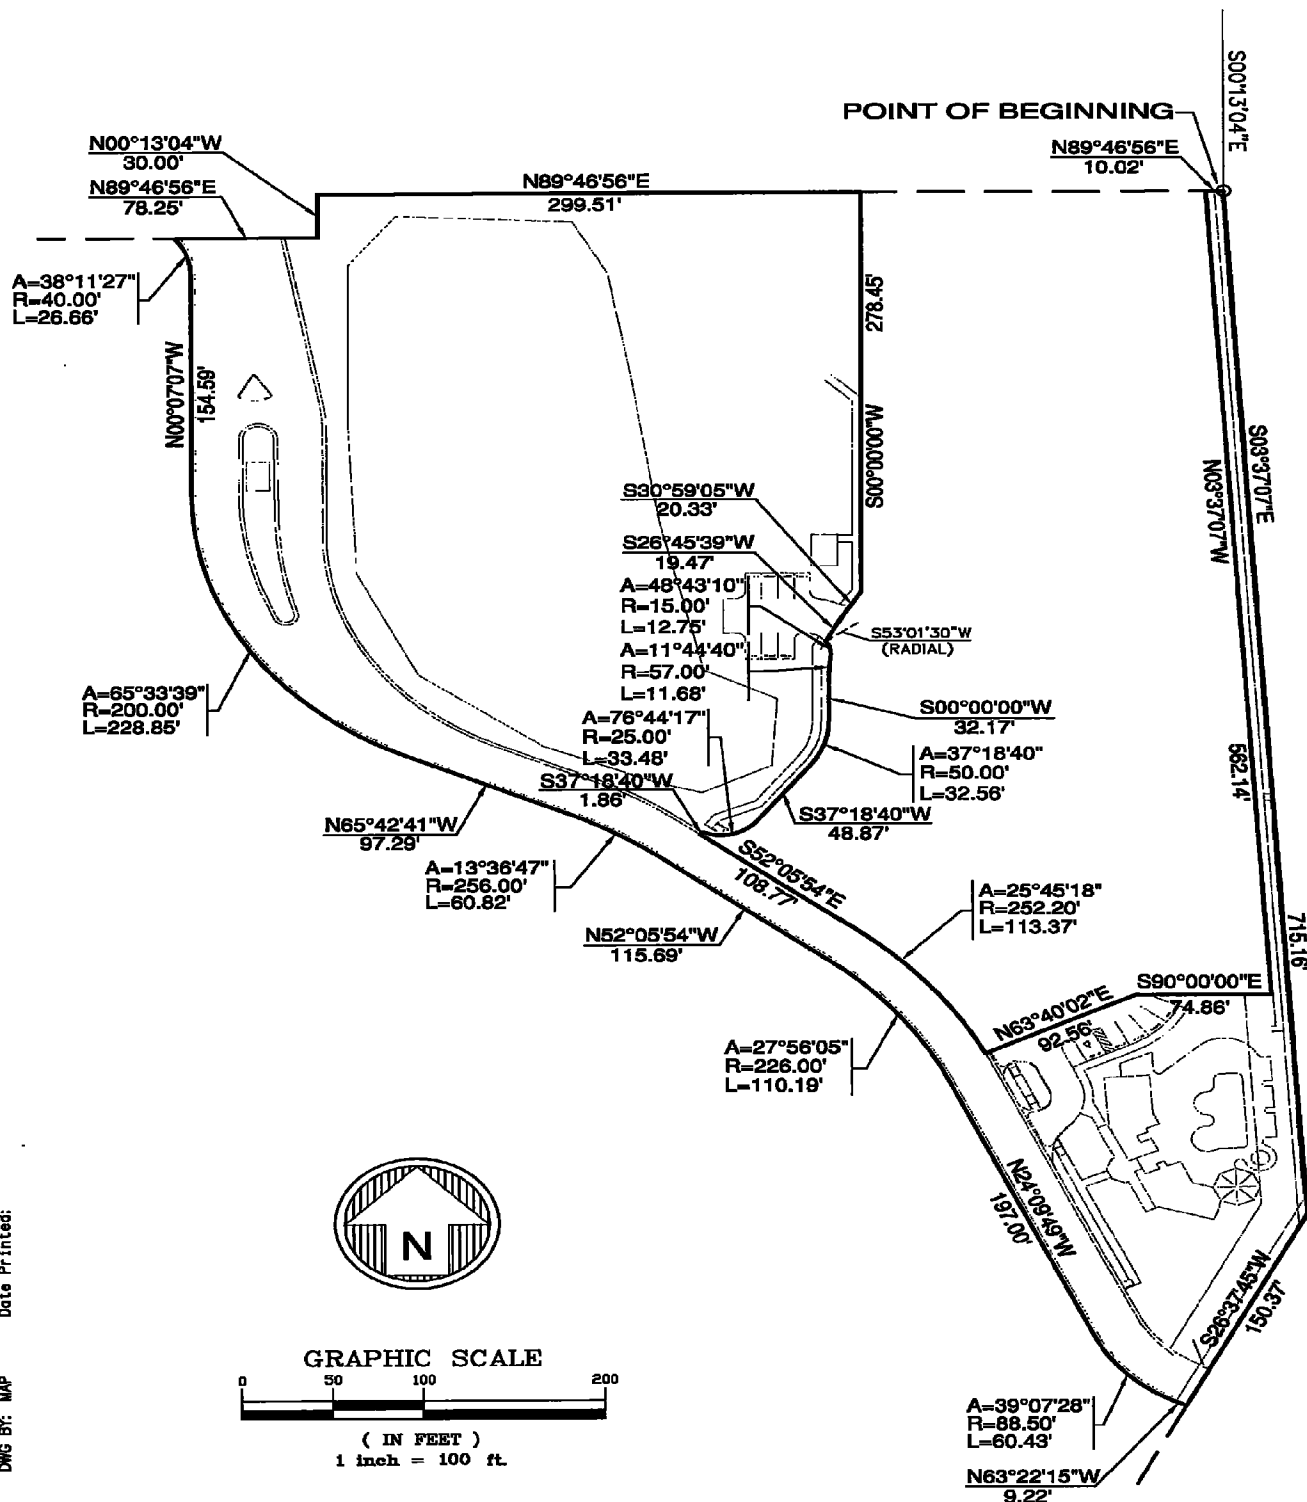 S00°13'04"E
POINT OF BEGINNING
N00°13'04"W
30.00'
N89°46'56"E
10.02'
N89°46'56"E
78.25'
N89°46'56"E
299.51'
A=38°11'27"
R=40.00'
L=26.66'
278.45'
S00°00'00"W
N00°07'07"W
154.59'
S03°37'07"E
N03°37'07"W
S30°59'05"W
20.33'
S26°45'39"W
19.47'
A=48°43'10"
R=15.00'
L=12.75'
S53°01'30"W
(RADIAL)
A=11°44'40"
R=57.00'
L=11.68'
A=65°33'39"
R=200.00'
L=228.85'
S00°00'00"W
32.17'
A=76°44'17"
R=25.00'
L=33.48'
A=37°18'40"
R=50.00'
L=32.56'
562.14'
S37°18'40"W
1.86'
S37°18'40"W
48.87'
N65°42'41"W
97.29'
S52°05'54"E
108.77'
A=13°36'47"
R=256.00'
L=60.82'
A=25°45'18"
R=252.20'
L=113.37'
715.16'
N52°05'54"W
115.69'
S90°00'00"E
74.86'
N63°40'02"E
92.56'
A=27°56'05"
R=226.00'
L=110.19'
N24°09'49"W
197.00'
N
S26°37'45"W
150.37'
GRAPHIC SCALE
0 50 100 200
( IN FEET )
1 inch = 100 ft.
A=39°07'28"
R=88.50'
L=60.43'
N63°22'15"W
9.22'
Date Printed:
DWG BY: MAP